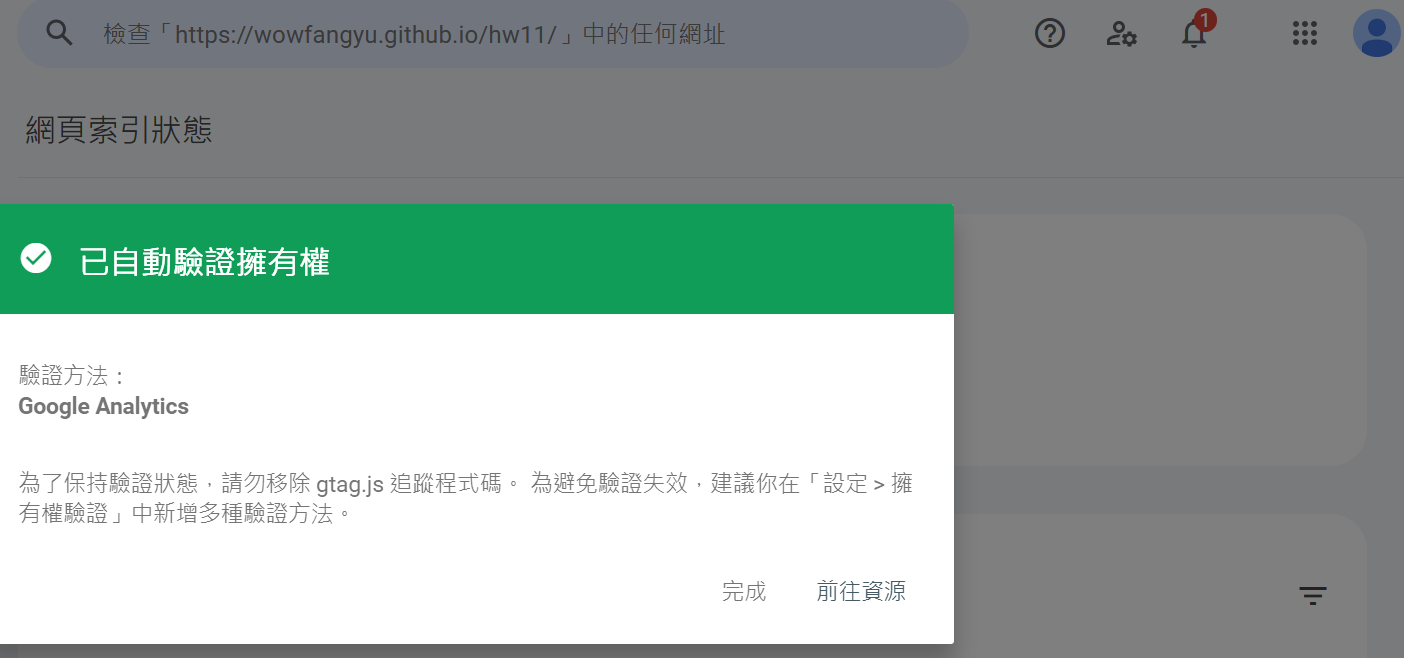 檢查「https://wowfangyu.github.io/hw11/」中的任何網址
1
網頁索引狀態
已自動驗證擁有權
驗證方法：
Google Analytics
為了保持驗證狀態，請勿移除 gtag.js 追蹤程式碼。 為避免驗證失效，建議你在「設定 > 擁
有權驗證」中新增多種驗證方法。
完成
前往資源